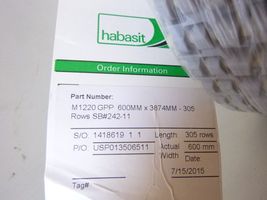 habasit
Order Information
Part Number:
M1220 GPP 600MM x 3874MM - 305
Rows SB#242-11
S/O 1418619 1 1 Length 305 rows
P/O: USP013506511 Actual 600 mm
Width Date:
7/15/2015
Tag#